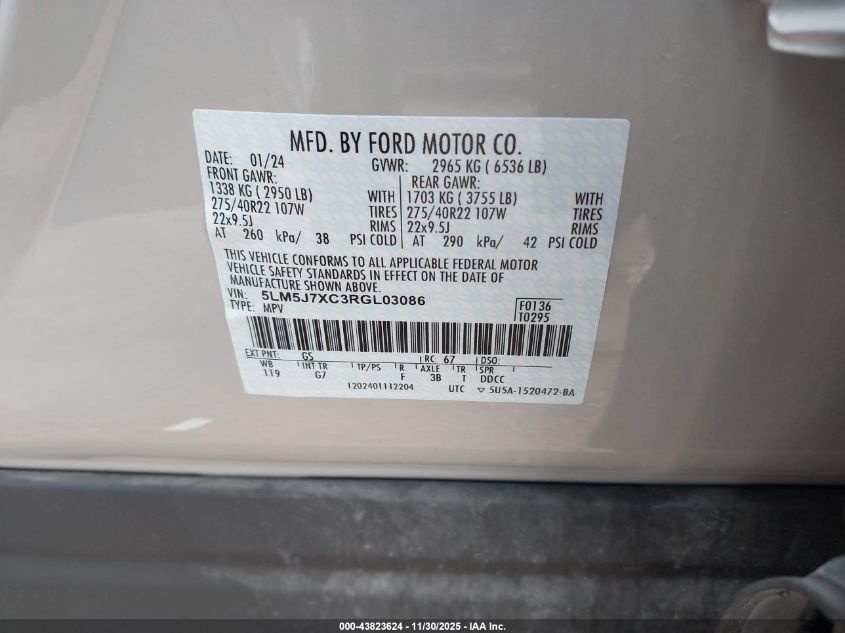 MFD. BY FORD MOTOR CO.
DATE: 01/24 GVWR: 2965 KG ( 6536 LB)
FRONT GAWR: REAR GAWR:
1338 KG ( 2950 LB) WITH 1703 KG ( 3755 LB) WITH
275/40R22 107W TIRES 275/40R22 107W TIRES
22x9.5J RIMS 22x9.5J RIMS
AT 260 kPa/ 38 PSI COLD AT 290 kPa/ 42 PSI COLD
THIS VEHICLE CONFORMS TO ALL APPLICABLE FEDERAL MOTOR
VEHICLE SAFETY STANDARDS IN EFFECT ON THE DATE OF
MANUFACTURE SHOWN ABOVE.
VIN: 5LM5J7XC3RGL03086 F0136
TYPE: MPV T0295
EXT PNT: GS RC: 67 DSO:
WB INT TR TP/PS R AXLE TR SPR
119 G7 F 3B T DDCC
1202401112204 UTC ▽ 5U5A-1520472-BA
000-43823624 - 11/30/2025 - IAA Inc.